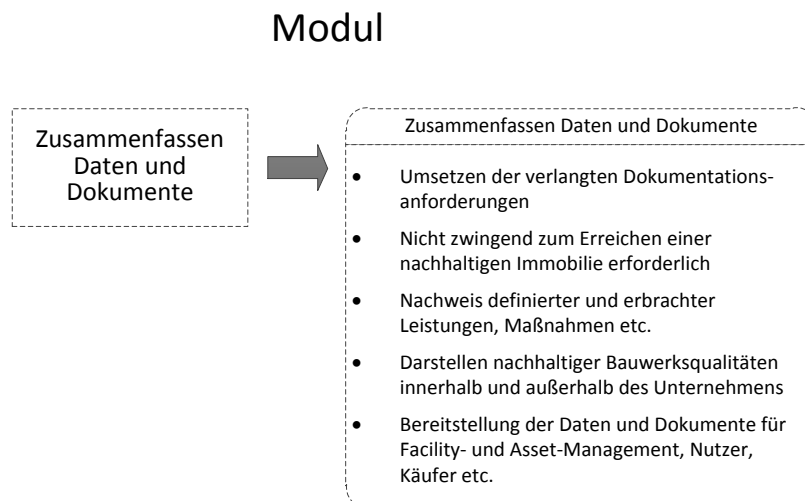 Modul
Zusammenfassen
Daten und
Dokumente
Zusammenfassen Daten und Dokumente
• Umsetzen der verlangten Dokumentations-
anforderungen
• Nicht zwingend zum Erreichen einer
nachhaltigen Immobilie erforderlich
• Nachweis definierter und erbrachter
Leistungen, Maßnahmen etc.
• Darstellen nachhaltiger Bauwerksqualitäten
innerhalb und außerhalb des Unternehmens
• Bereitstellung der Daten und Dokumente für
Facility- und Asset-Management, Nutzer,
Käufer etc.